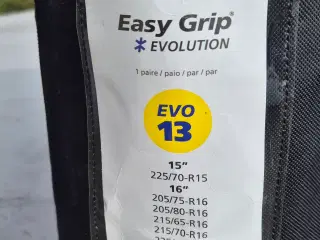 Easy Grip®
* EVOLUTION
1 paire / paio / par / par
EVO
13
15"
225/70-R15
16"
205/75-R16
205/80-R16
215/65-R16
215/70-R16